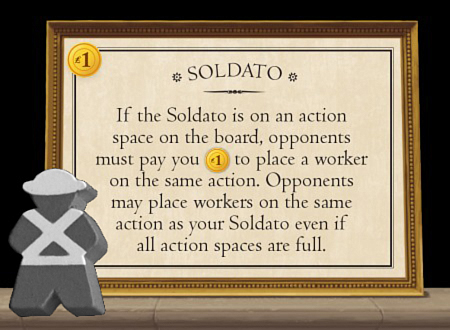 £1
SOLDATO
If the Soldato is on an action
space on the board, opponents
must pay you £1 to place a worker
on the same action. Opponents
may place workers on the same
action as your Soldato even if
all action spaces are full.